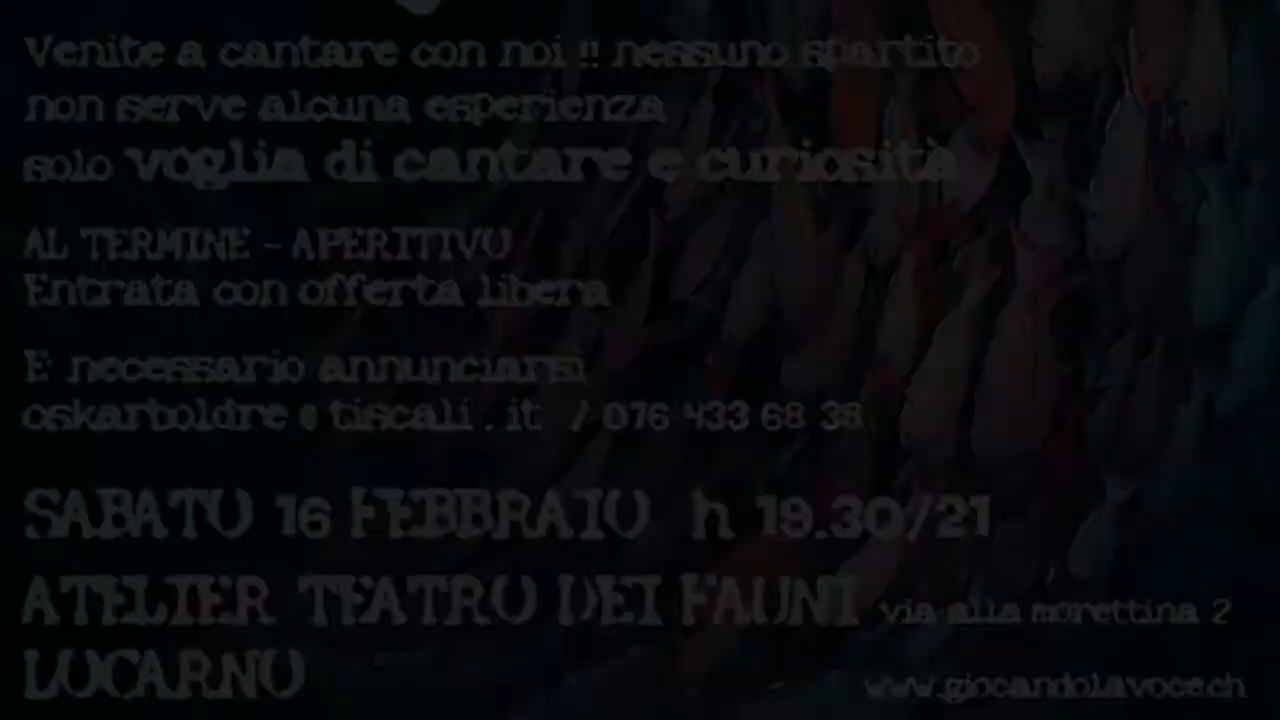 Venite a cantare con noi !! nessuno spartito
non serve alcuna esperienza
solo voglia di cantare e curiosità
AL TERMINE - APERITIVO
Entrata con offerta libera
E necessario annunciarsi
oskarboldre @ tiscali.it / 076 433 68 38
SABATO 16 FEBBRAIO h 19.30/21
ATELIER TEATRO DEI FAUNI via alla morettina 2
LOCARNO
www.giocandolavoce.ch